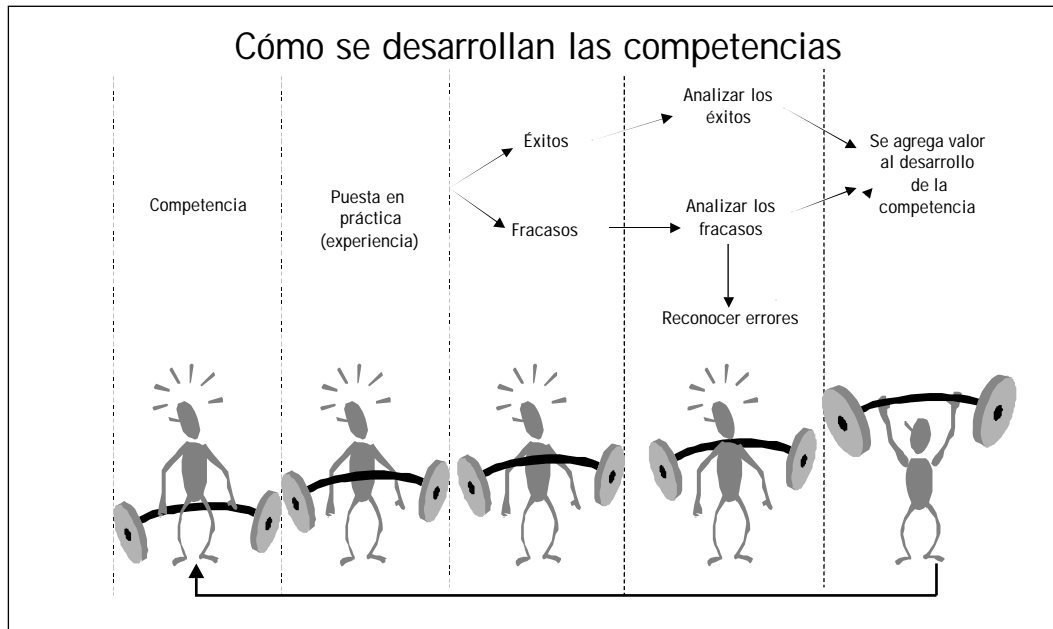 Cómo se desarrollan las competencias
Competencia
Puesta en
práctica
(experiencia)
Éxitos
Fracasos
Analizar los
éxitos
Analizar los
fracasos
Reconocer errores
Se agrega valor
al desarrollo
de la
competencia